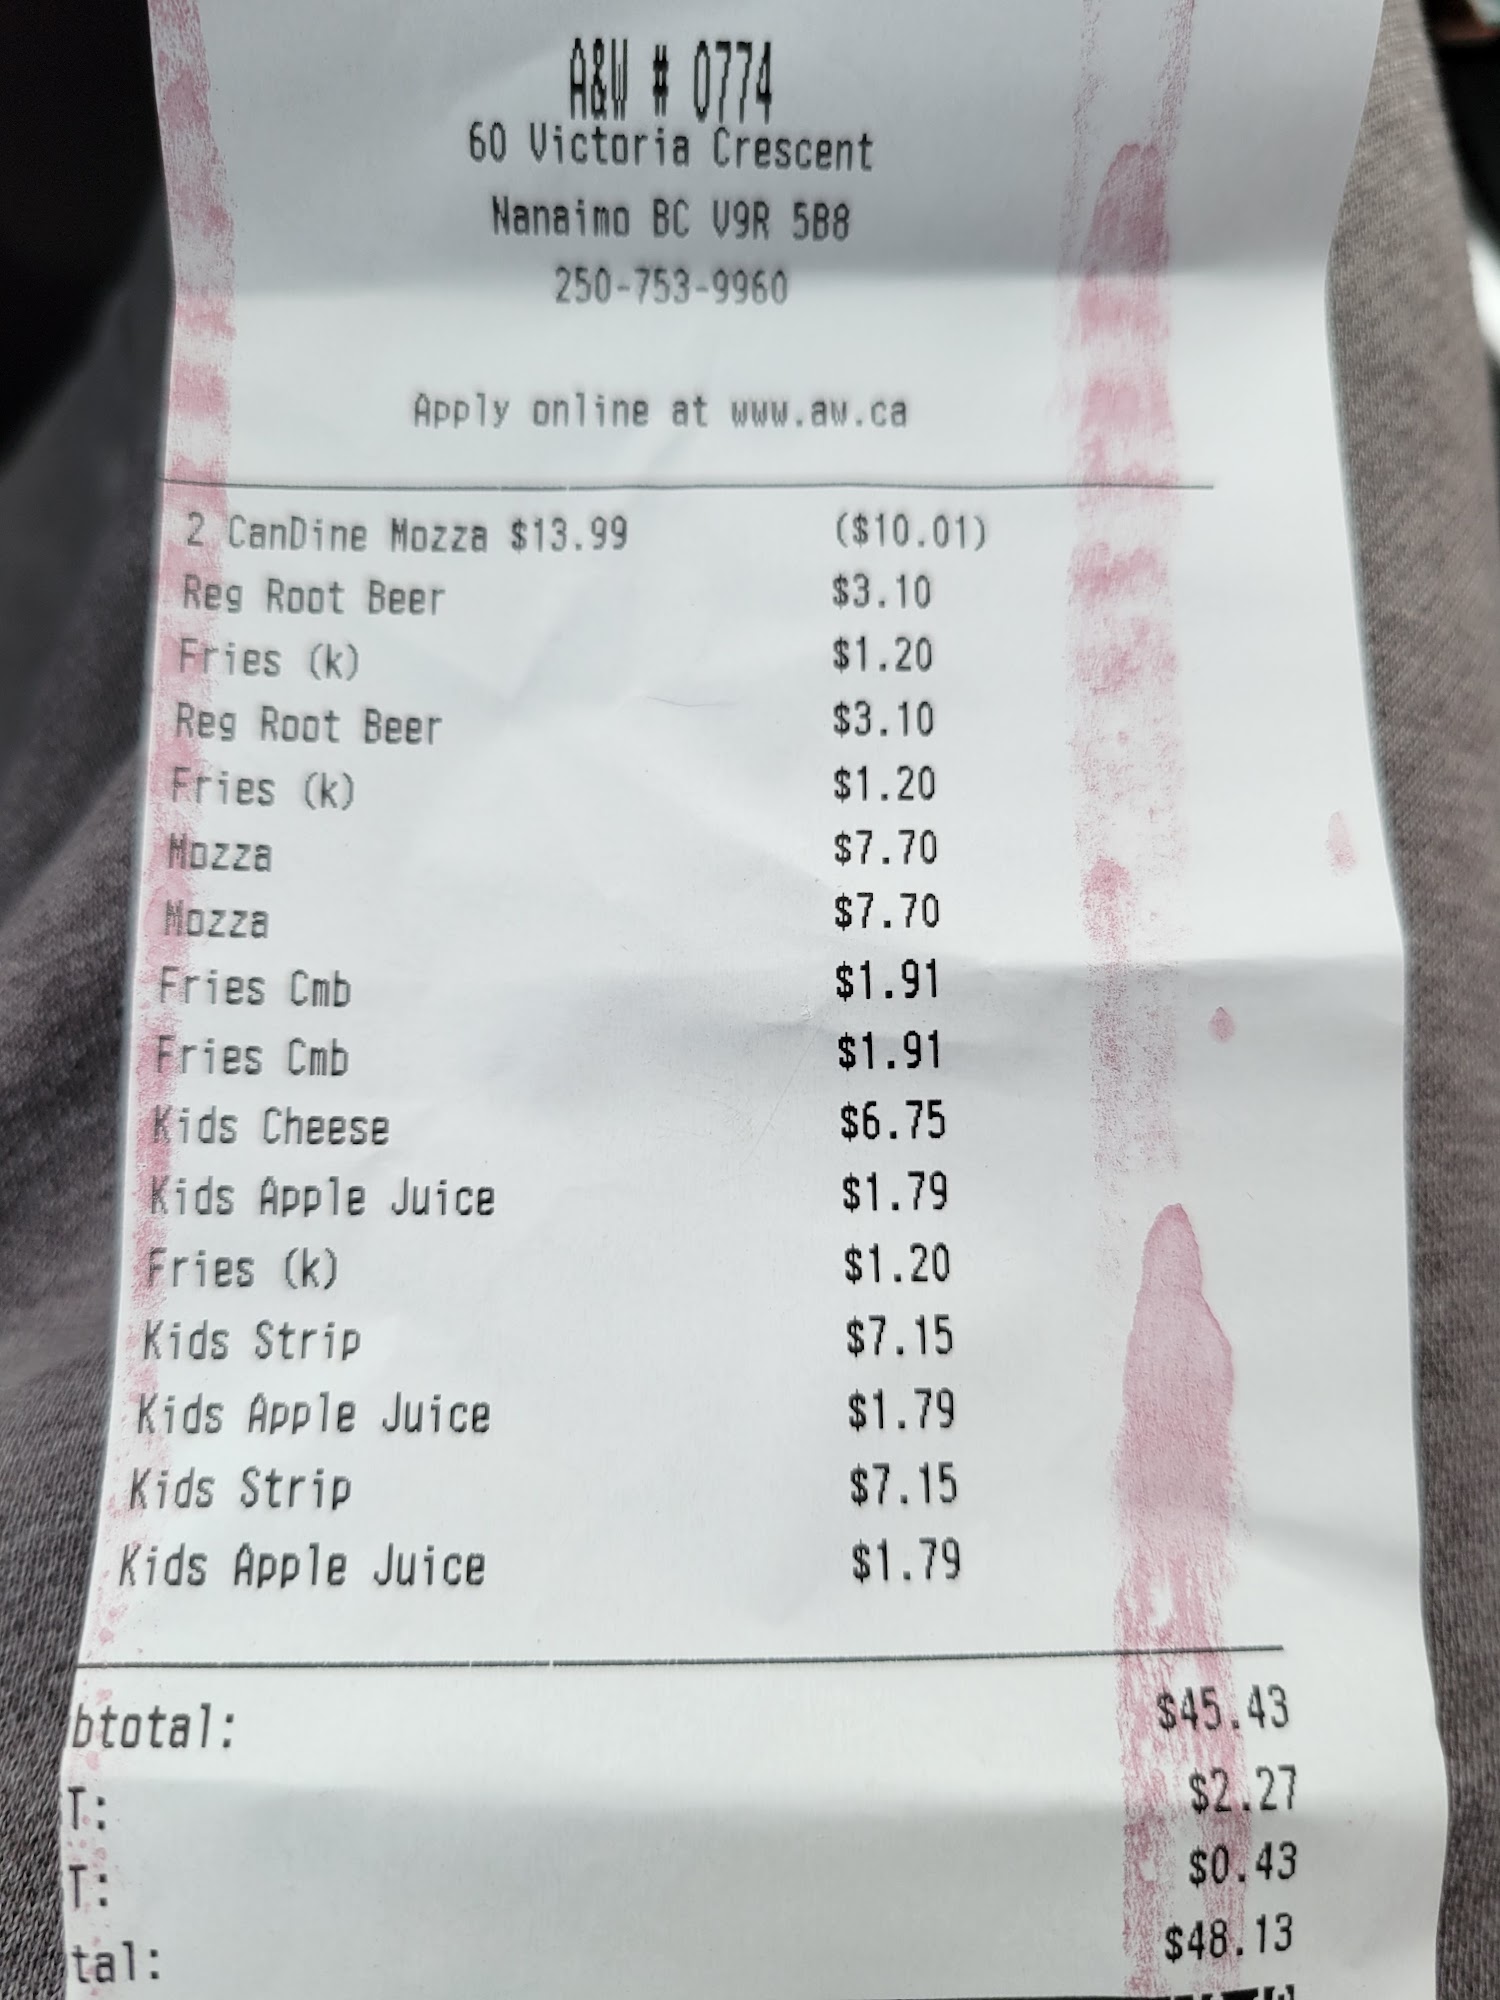 A&W # 0774
60 Victoria Crescent
Nanaimo BC V9R 5B8
250-753-9960
Apply online at www.aw.ca
2 CanDine Mozza $13.99 ($10.01)
Reg Root Beer $3.10
Fries (k) $1.20
Reg Root Beer $3.10
Fries (k) $1.20
Mozza $7.70
Mozza $7.70
Fries Cmb $1.91
Fries Cmb $1.91
Kids Cheese $6.75
Kids Apple Juice $1.79
Fries (k) $1.20
Kids Strip $7.15
Kids Apple Juice $1.79
Kids Strip $7.15
Kids Apple Juice $1.79
btotal: $45.43
T: $2.27
T: $0.43
tal: $48.13